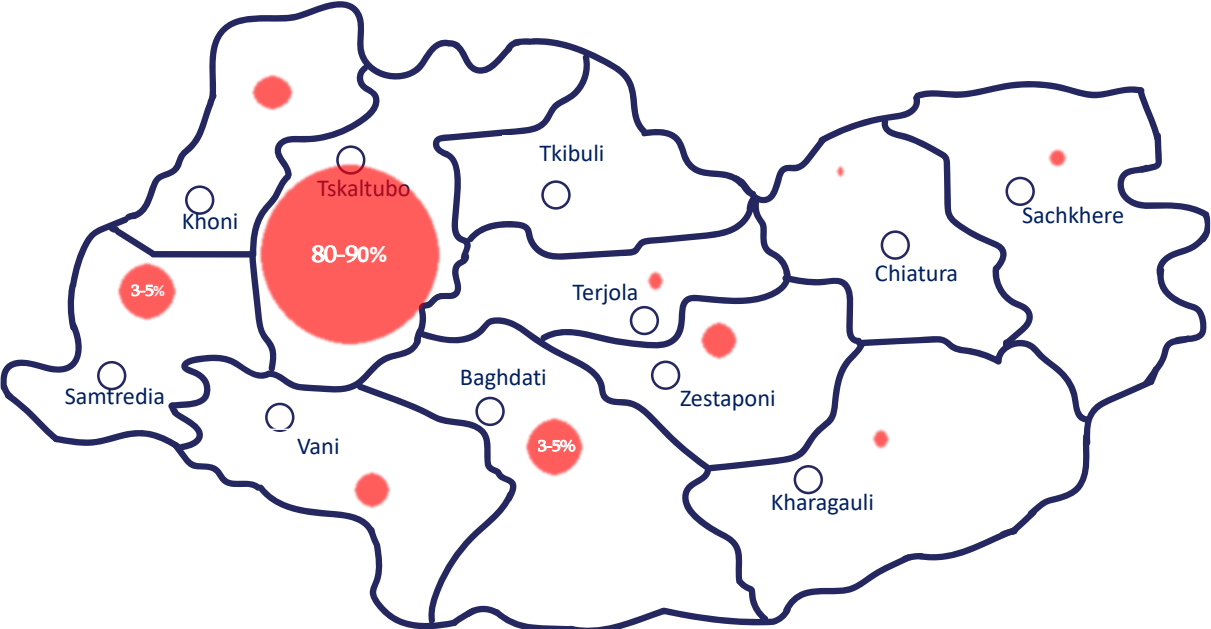 Tkibuli
Tskaltubo
Khoni
Sachkhere
80-90%
Chiatura
3-5%
Terjola
Baghdati
Samtredia
Zestaponi
Vani
3-5%
Kharagauli